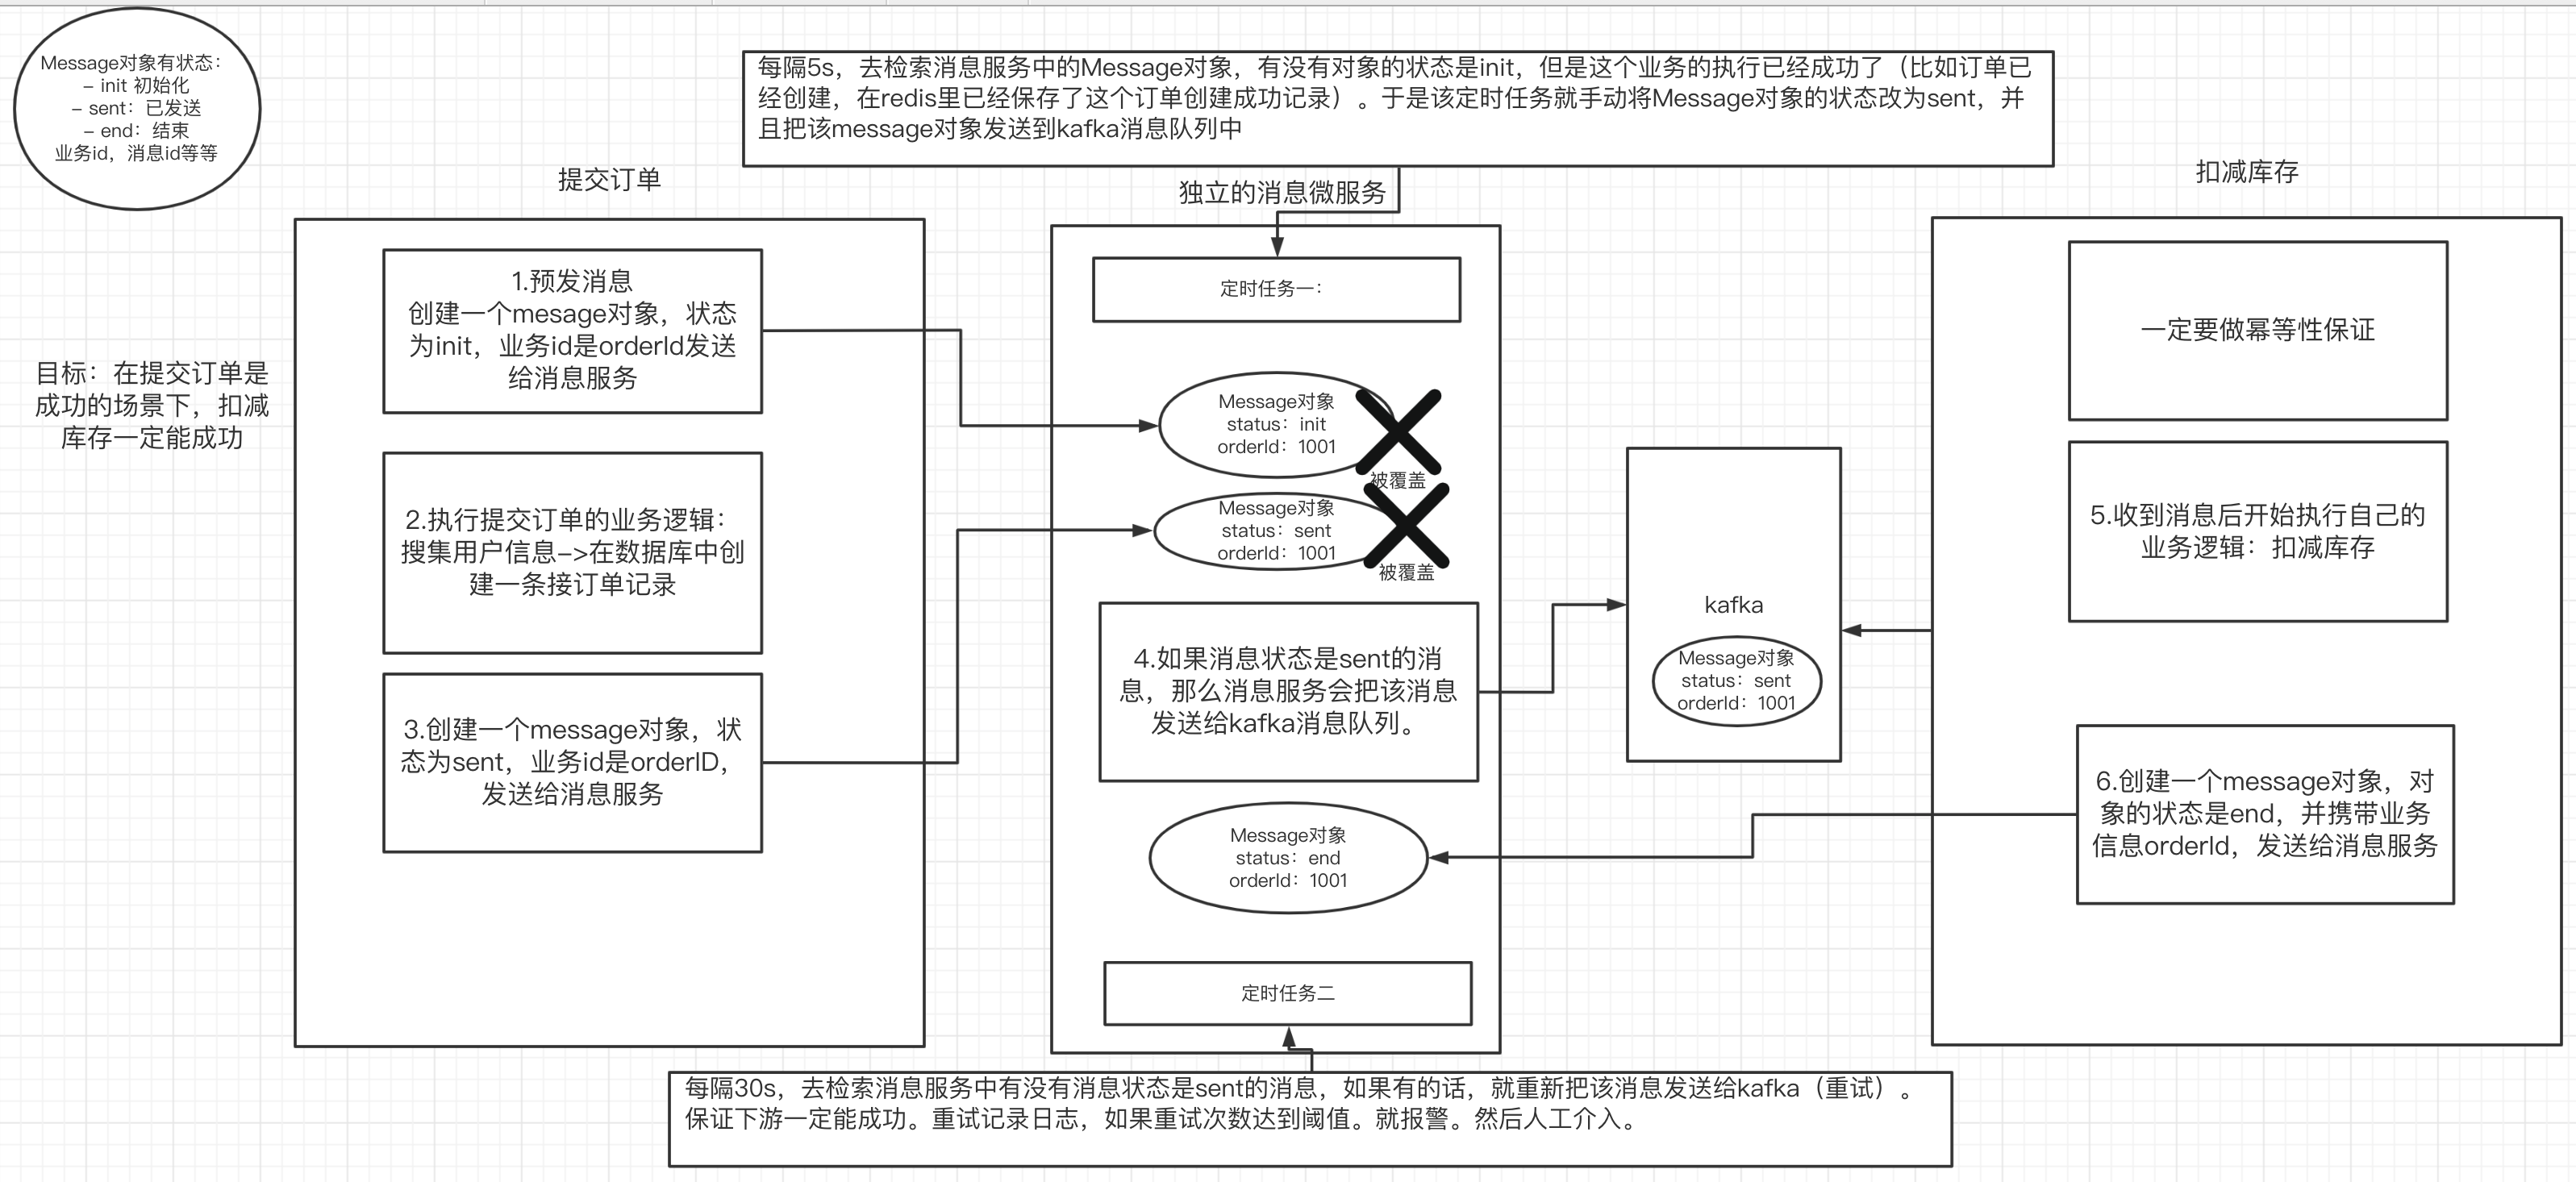 Message对象有状态：
- init 初始化
- sent：已发送
- end：结束
业务id，消息id等等
每隔5s，去检索消息服务中的Message对象，有没有对象的状态是init，但是这个业务的执行已经成功了（比如订单已
经创建，在redis里已经保存了这个订单创建成功记录）。于是该定时任务就手动将Message对象的状态改为sent，并
且把该message对象发送到kafka消息队列中
提交订单
独立的消息微服务
扣减库存
目标：在提交订单是
成功的场景下，扣减
库存一定能成功
1.预发消息
创建一个mesage对象，状态
为init，业务id是orderId发送
给消息服务
2.执行提交订单的业务逻辑：
搜集用户信息->在数据库中创
建一条接订单记录
3.创建一个message对象，状
态为sent，业务id是orderID，
发送给消息服务
定时任务一：
Message对象
status：init
orderId：1001
被覆盖
Message对象
status：sent
orderId：1001
被覆盖
4.如果消息状态是sent的消
息，那么消息服务会把该消息
发送给kafka消息队列。
Message对象
status：end
orderId：1001
定时任务二
kafka
Message对象
status：sent
orderId：1001
一定要做幂等性保证
5.收到消息后开始执行自己的
业务逻辑：扣减库存
6.创建一个message对象，对
象的状态是end，并携带业务
信息orderId，发送给消息服务
每隔30s，去检索消息服务中有没有消息状态是sent的消息，如果有的话，就重新把该消息发送给kafka（重试）。
保证下游一定能成功。重试记录日志，如果重试次数达到阈值。就报警。然后人工介入。